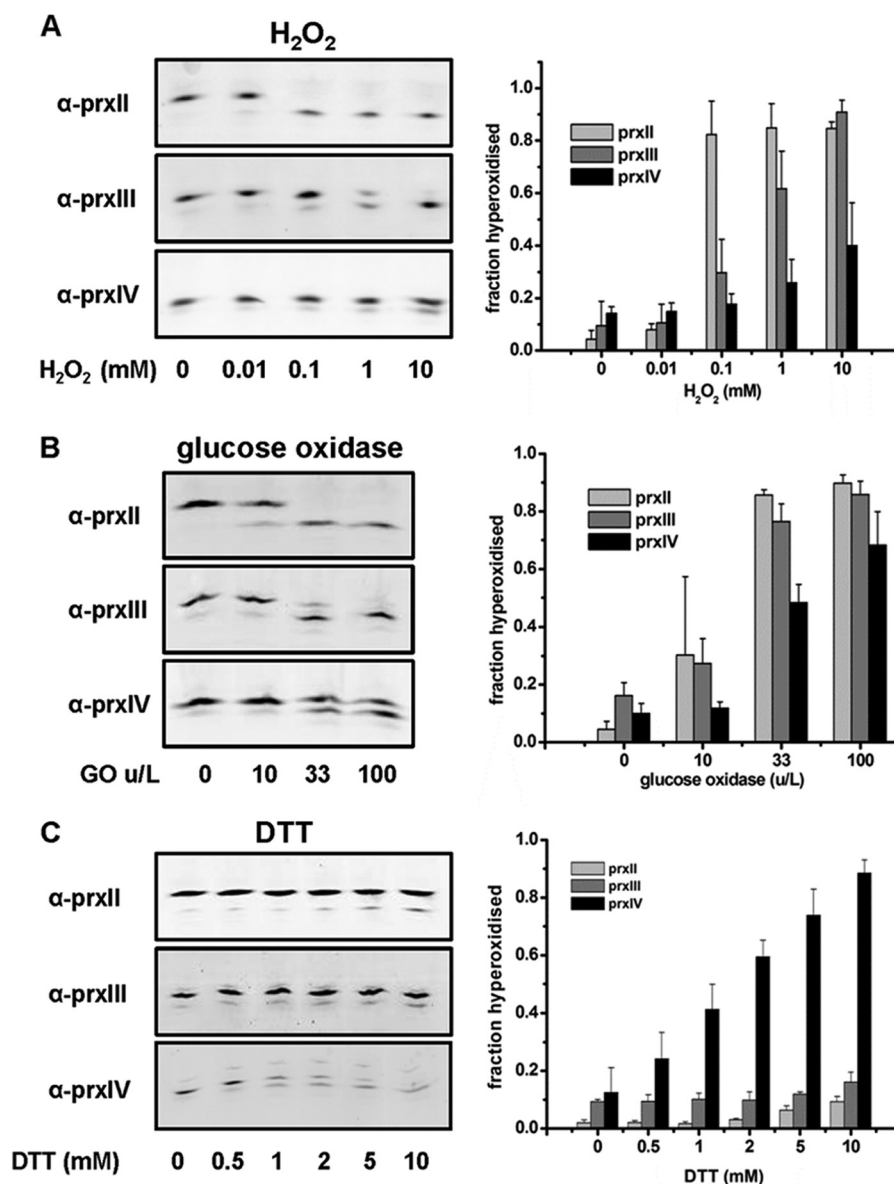 A
H₂O₂
α-prxII
α-prxIII
α-prxIV
H₂O₂ (mM) 0 0.01 0.1 1 10
fraction hyperoxidised
1.0
0.8
0.6
0.4
0.2
0.0
prxII
prxIII
prxIV
0 0.01 0.1 1 10
H₂O₂ (mM)
B
glucose oxidase
α-prxII
α-prxIII
α-prxIV
GO u/L 0 10 33 100
fraction hyperoxidised
1.0
0.8
0.6
0.4
0.2
0.0
prxII
prxIII
prxIV
0 10 33 100
glucose oxidase (u/L)
C
DTT
α-prxII
α-prxIII
α-prxIV
DTT (mM) 0 0.5 1 2 5 10
fraction hyperoxidised
1.0
0.8
0.6
0.4
0.2
0.0
prxII
prxIII
prxIV
0 0.5 1 2 5 10
DTT (mM)